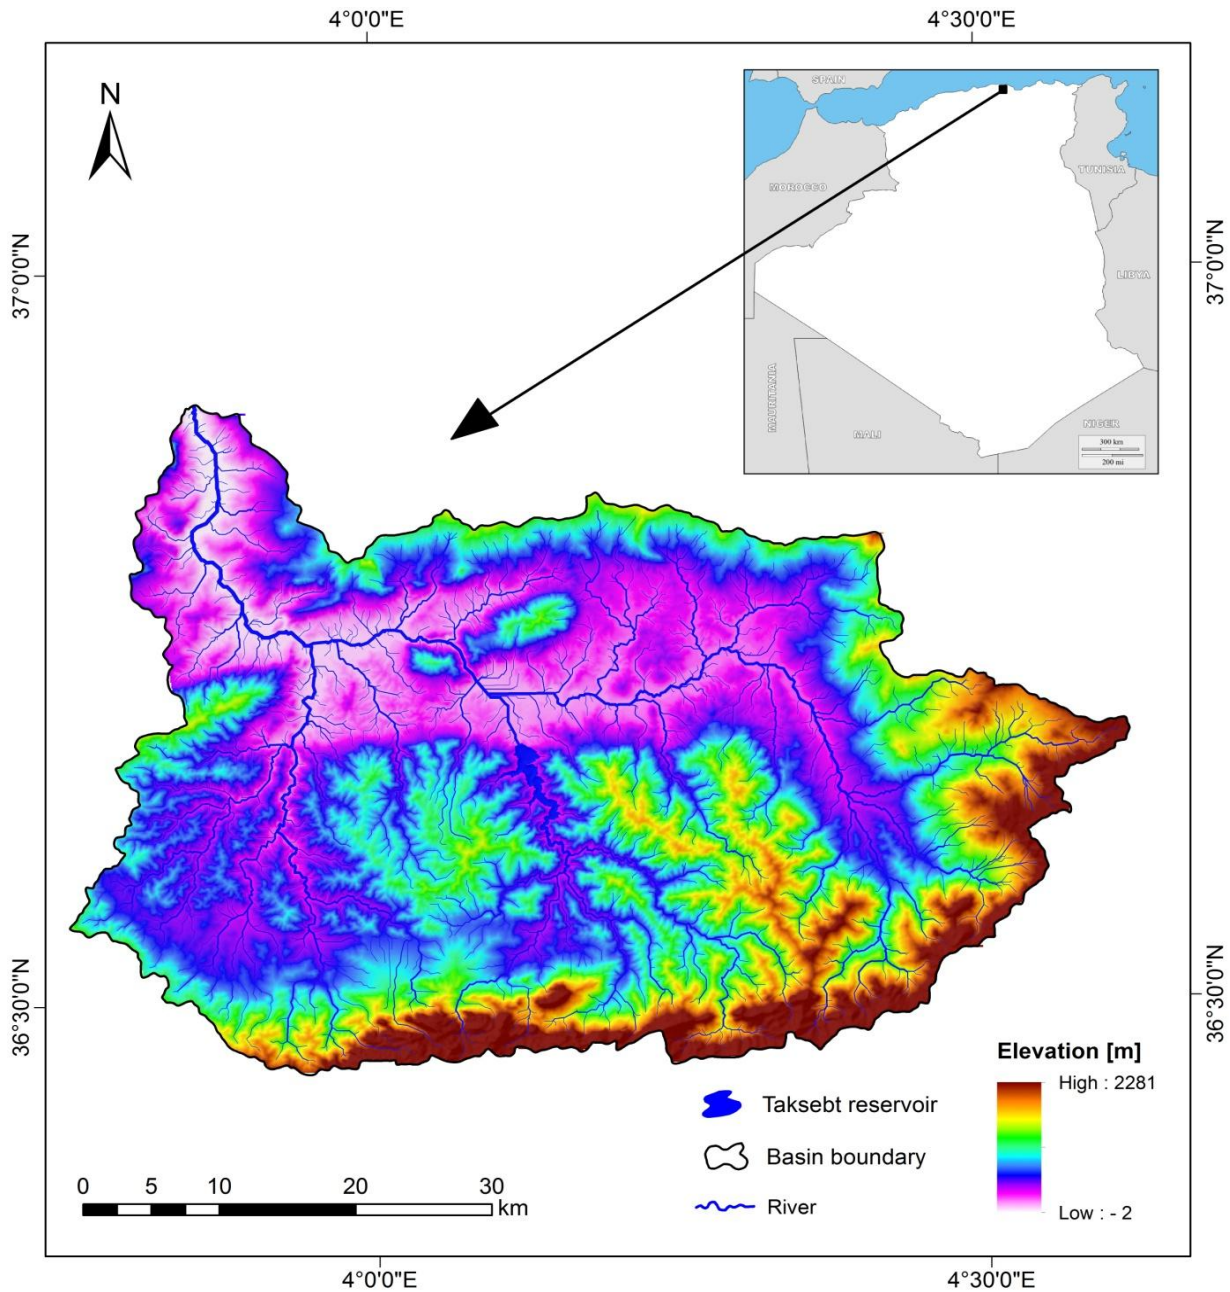 4°0'0"E
4°30'0"E
N
SPAIN
MOROCCO
TUNISIA
LIBYA
MAURITANIA
MALI
NIGER
300 km
200 mi
37°0'0"N
37°0'0"N
36°30'0"N
36°30'0"N
Elevation [m]
High : 2281
Low : - 2
Taksebt reservoir
Basin boundary
River
0 5 10 20 30
km
4°0'0"E
4°30'0"E